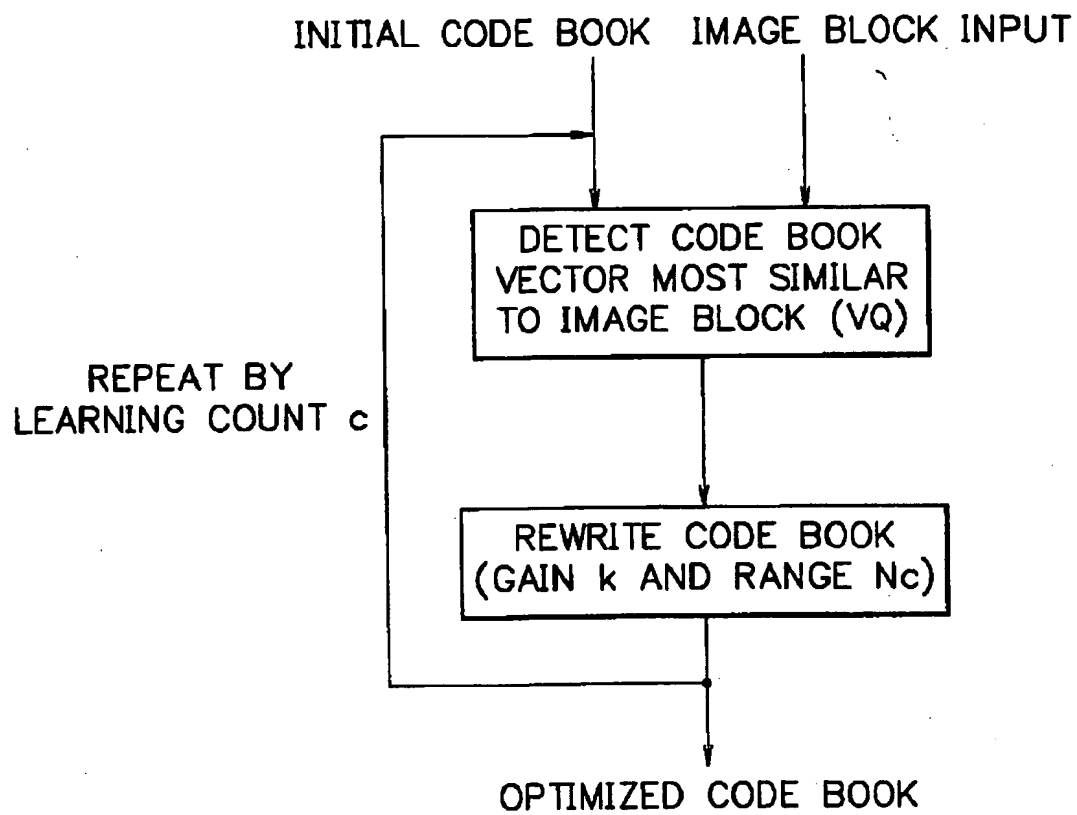 INITIAL CODE BOOK IMAGE BLOCK INPUT
DETECT CODE BOOK
VECTOR MOST SIMILAR
TO IMAGE BLOCK (VQ)
REPEAT BY
LEARNING COUNT c
REWRITE CODE BOOK
(GAIN k AND RANGE Nc)
OPTIMIZED CODE BOOK